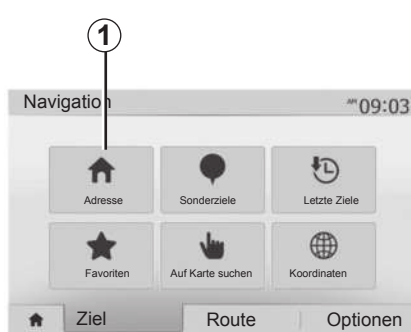 1
Navigation
AM 09:03
Adresse
Sonderziele
Letzte Ziele
Favoriten
Auf Karte suchen
Koordinaten
Ziel
Route
Optionen